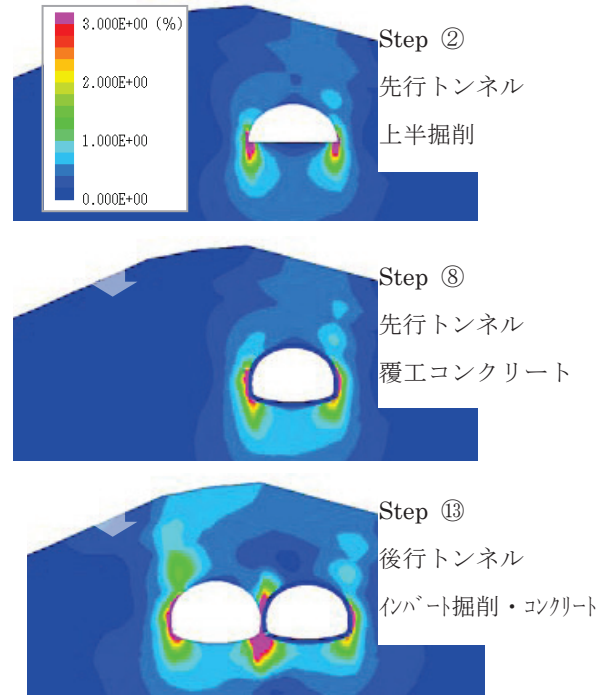 3.000E+00 (%)
2.000E+00
1.000E+00
0.000E+00
Step ②
先行トンネル
上半掘削
Step ⑧
先行トンネル
覆工コンクリート
Step ⑬
後行トンネル
インバート掘削・コンクリート